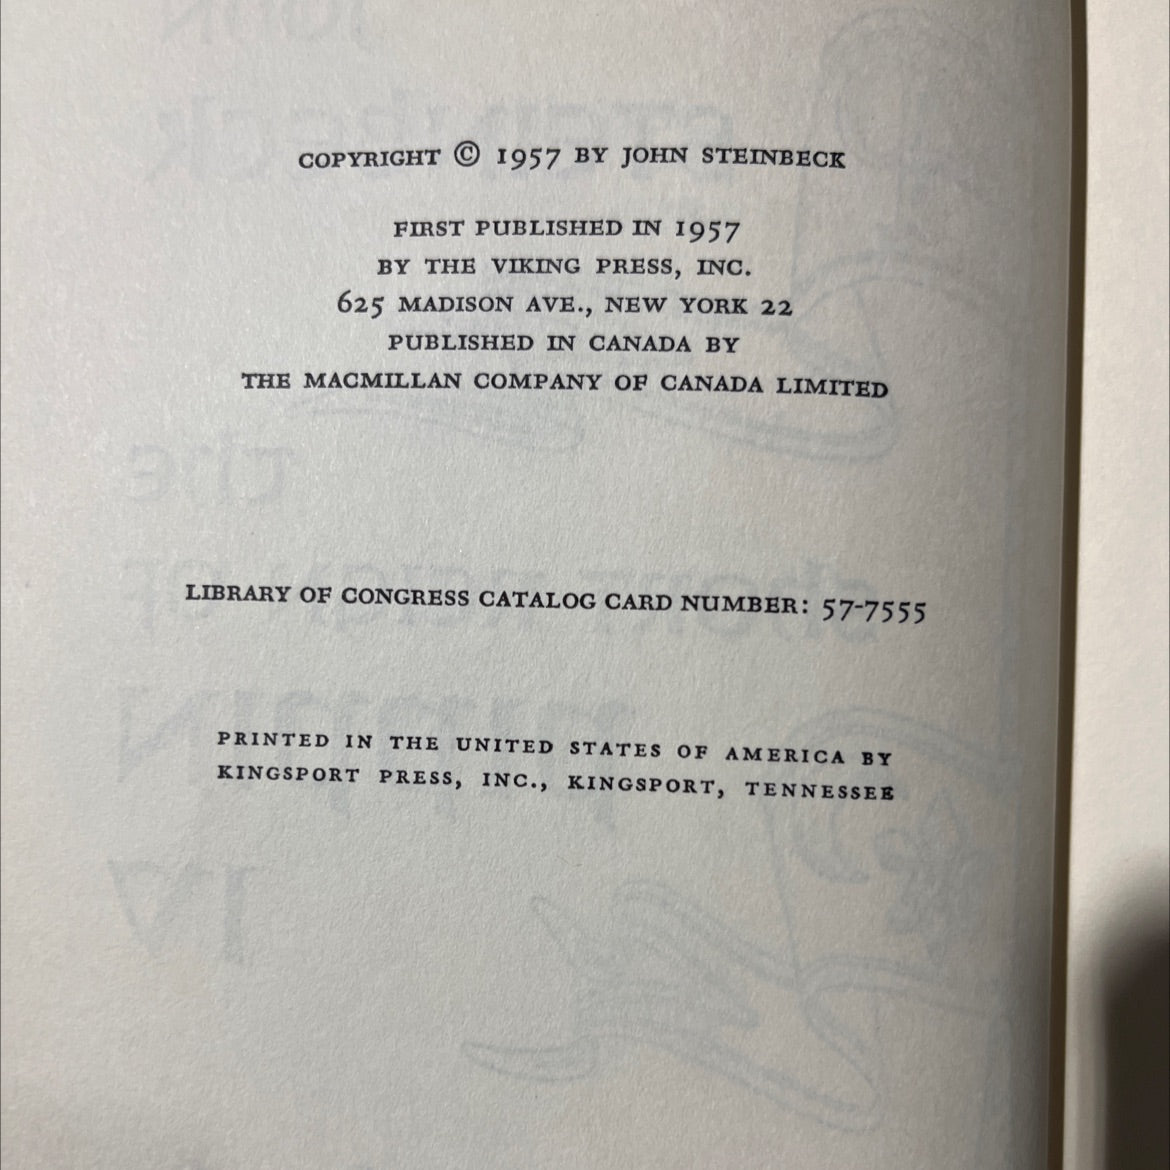 COPYRIGHT © 1957 BY JOHN STEINBECK
FIRST PUBLISHED IN 1957
BY THE VIKING PRESS, INC.
625 MADISON AVE., NEW YORK 22
PUBLISHED IN CANADA BY
THE MACMILLAN COMPANY OF CANADA LIMITED
LIBRARY OF CONGRESS CATALOG CARD NUMBER: 57-7555
PRINTED IN THE UNITED STATES OF AMERICA BY
KINGSPORT PRESS, INC., KINGSPORT, TENNESSEE